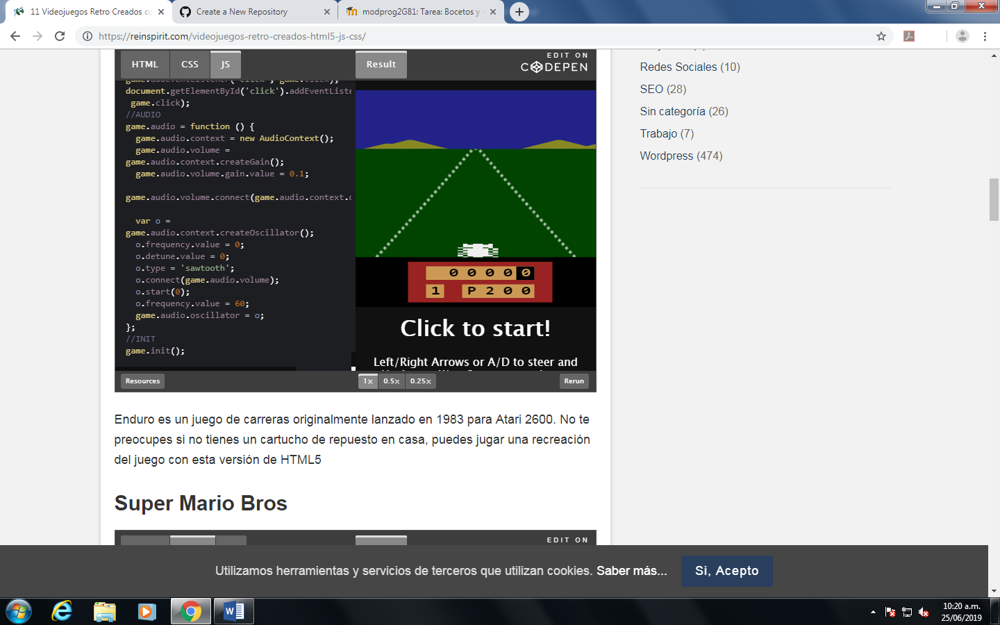 11 Videojuegos Retro Creados co
Create a New Repository
modprog2G81: Tarea: Bocetos y
https://reinspirit.com/videojuegos-retro-creados-html5-js-css/
HTML CSS JS
Result
EDIT ON
CODEPEN
document.getElementById('click').addEventListe
game.click);
//AUDIO
game.audio = function () {
game.audio.context = new AudioContext();
game.audio.volume =
game.audio.context.createGain();
game.audio.volume.gain.value = 0.1;
game.audio.volume.connect(game.audio.context.d
var o =
game.audio.context.createOscillator();
o.frequency.value = 0;
o.detune.value = 0;
o.type = 'sawtooth';
o.connect(game.audio.volume);
o.start(0);
o.frequency.value = 60;
game.audio.oscillator = o;
};
//INIT
game.init();
0 0 0 0 0
1 P 2 0 0
Click to start!
Left/Right Arrows or A/D to steer and
Resources
1x 0.5x 0.25x
Rerun
Enduro es un juego de carreras originalmente lanzado en 1983 para Atari 2600. No te
preocupes si no tienes un cartucho de repuesto en casa, puedes jugar una recreación
del juego con esta versión de HTML5
Super Mario Bros
EDIT ON
Redes Sociales (10)
SEO (28)
Sin categoría (26)
Trabajo (7)
Wordpress (474)
Utilizamos herramientas y servicios de terceros que utilizan cookies. Saber más...
Si, Acepto
10:20 a.m.
25/06/2019